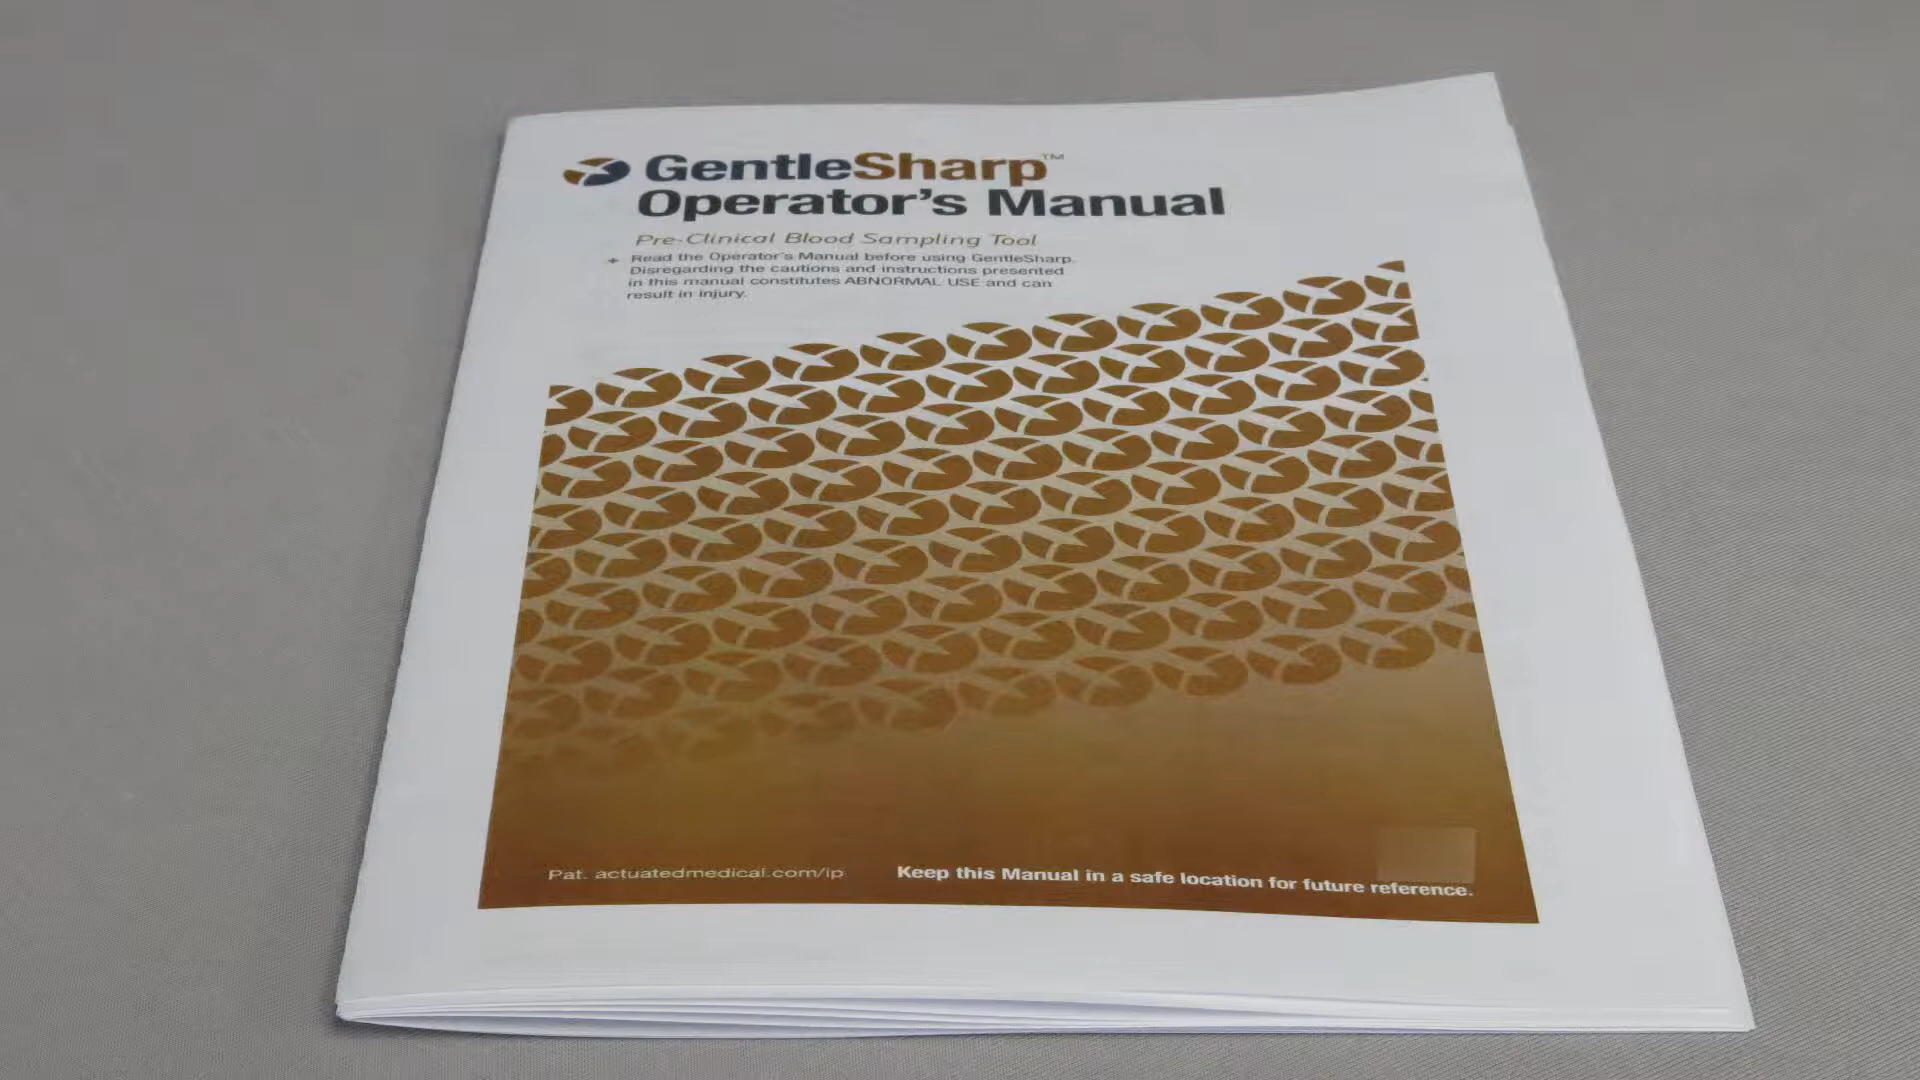 GentleSharp™
Operator's Manual
Pre-Clinical Blood Sampling Tool
+ Read the Operator's Manual before using GentleSharp.
Disregarding the cautions and instructions presented
in this manual constitutes ABNORMAL USE and can
result in injury.
Pat. actuatedmedical.com/ip
Keep this Manual in a safe location for future reference.